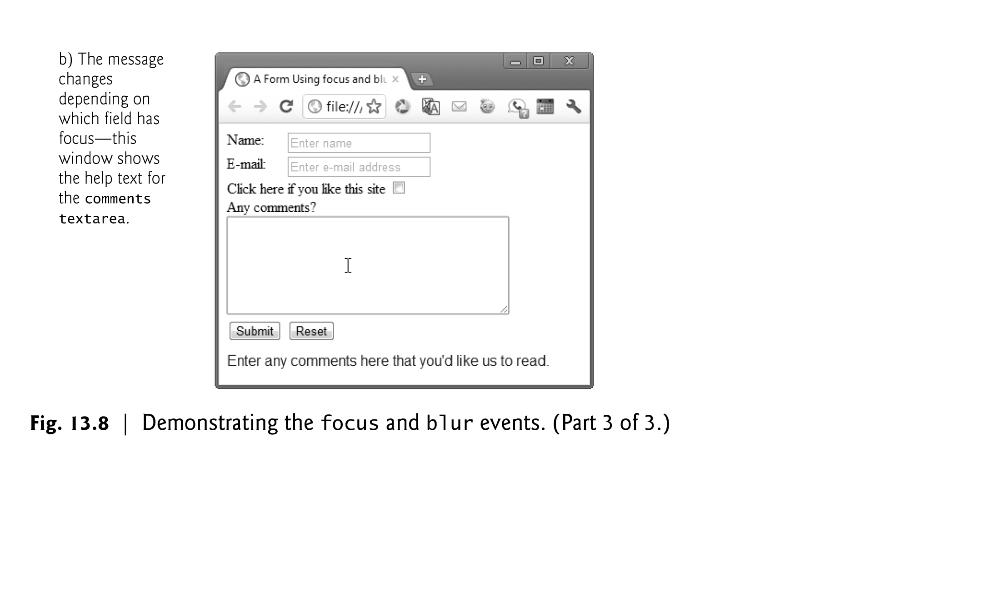 b) The message
changes
depending on
which field has
focus—this
window shows
the help text for
the comments
textarea.
A Form Using focus and blu
file:///
Name:
Enter name
E-mail:
Enter e-mail address
Click here if you like this site
Any comments?
Submit Reset
Enter any comments here that you'd like us to read.
Fig. 13.8 | Demonstrating the focus and blur events. (Part 3 of 3.)